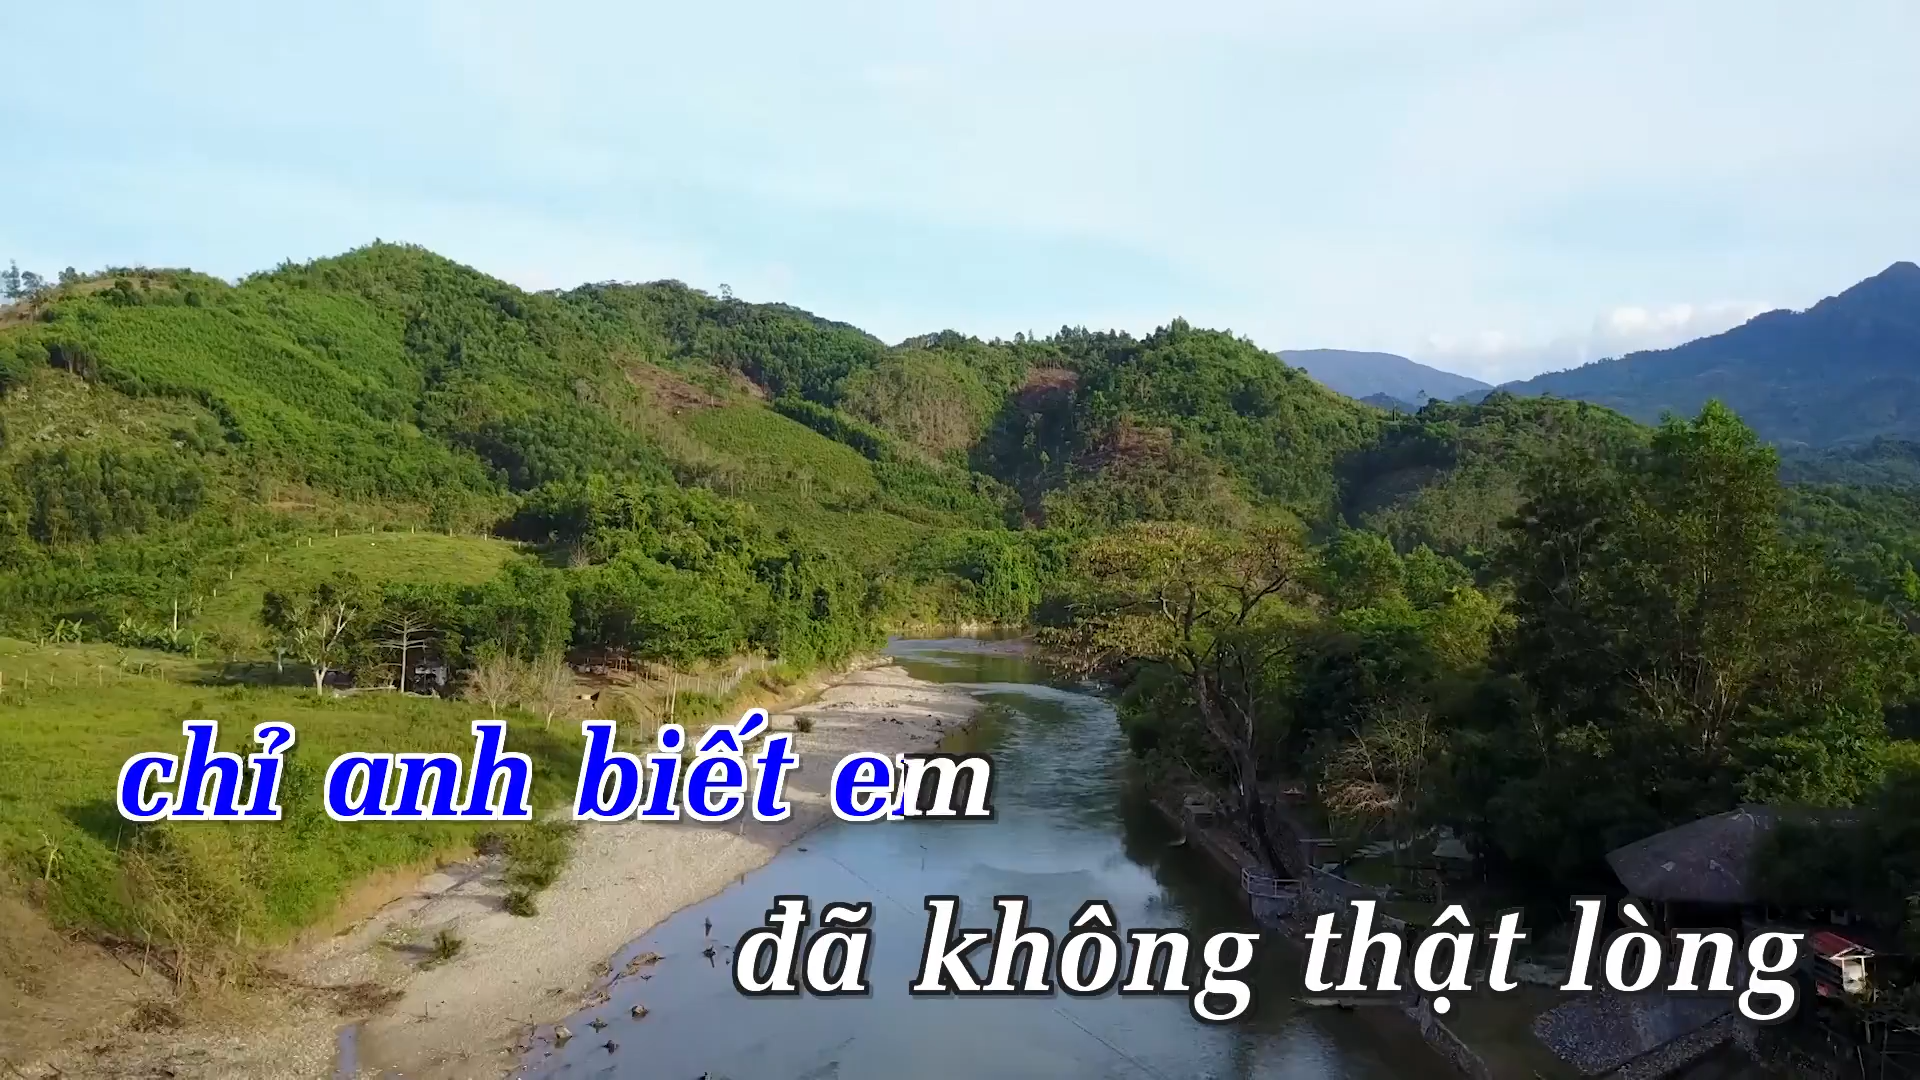 chỉ anh biết em
đã không thật lòng